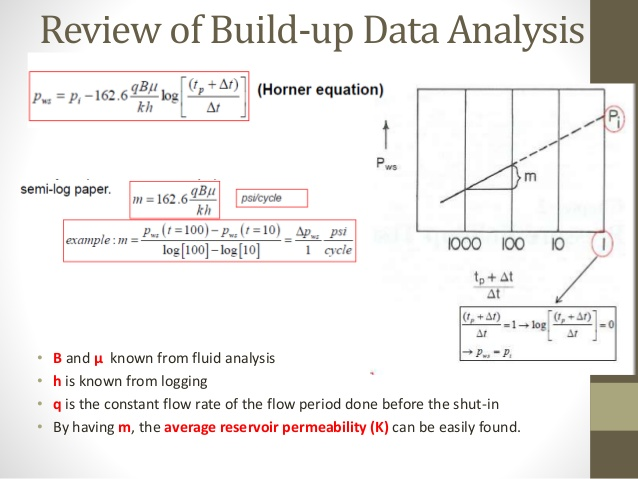 Review of Build-up Data Analysis
p_ws = p_i − 162.6 qBμ/kh log[(t_p + Δt)/Δt] (Horner equation)
semi-log paper.
m = 162.6 qBμ/kh psi/cycle
example : m = (p_ws (t = 100) − p_ws (t = 10))/(log[100] − log[10]) = Δp_ws/1 psi/cycle
P_i
P_ws
m
1000 100 10 1
t_p + Δt
Δt
(t_p + Δt)/Δt = 1 → log[(t_p + Δt)/Δt] = 0
→ p_ws = p_i
• B and μ known from fluid analysis
• h is known from logging
• q is the constant flow rate of the flow period done before the shut-in
• By having m, the average reservoir permeability (K) can be easily found.